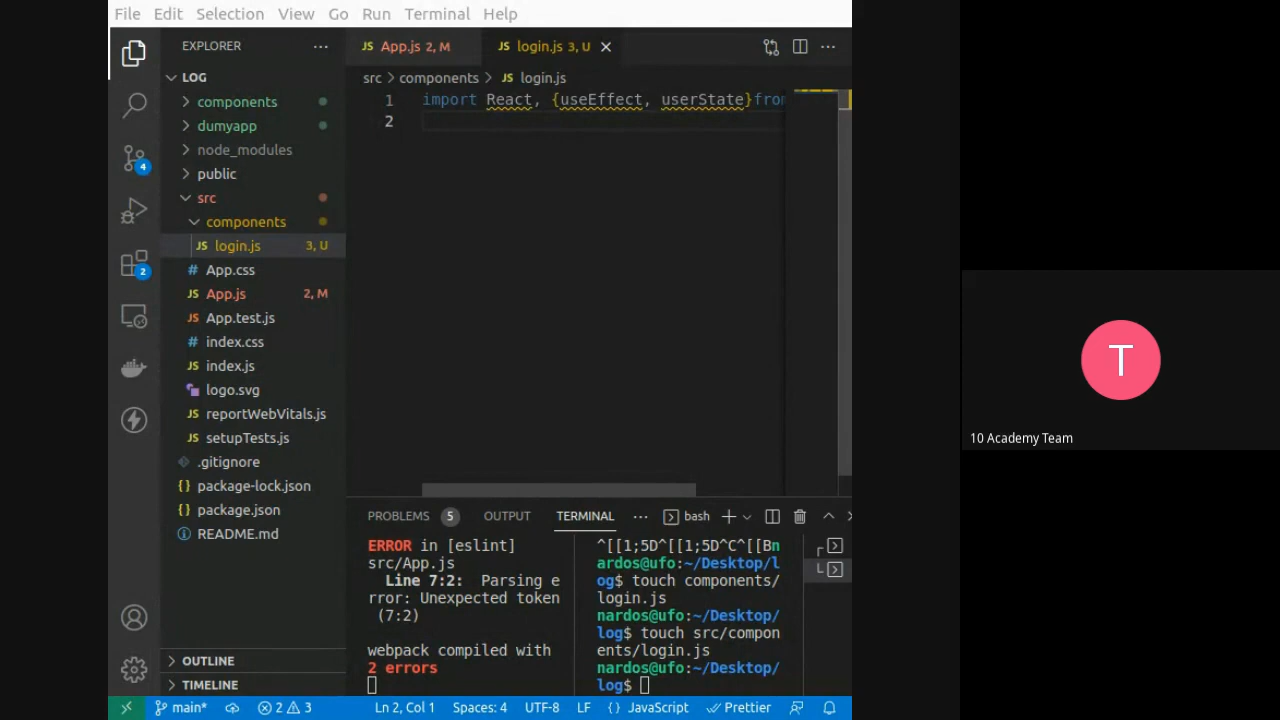 File Edit Selection View Go Run Terminal Help
EXPLORER
LOG
components
dumyapp
node_modules
public
src
components
JS login.js 3, U
# App.css
JS App.js 2, M
JS App.test.js
# index.css
JS index.js
logo.svg
JS reportWebVitals.js
JS setupTests.js
.gitignore
{} package-lock.json
{} package.json
README.md
OUTLINE
TIMELINE
4
2
JS App.js 2, M JS login.js 3, U
src > components > JS login.js
1 import React, {useEffect, userState}from
2
PROBLEMS 5 OUTPUT TERMINAL bash
ERROR in [eslint]
src/App.js
Line 7:2: Parsing e
rror: Unexpected token
(7:2)
webpack compiled with
2 errors
^[[1;5D^[[1;5D^C^[[Bn
ardos@ufo:~/Desktop/l
og$ touch components/
login.js
nardos@ufo:~/Desktop/
log$ touch src/compon
ents/login.js
nardos@ufo:~/Desktop/
log$
main* 2 3 Ln 2, Col 1 Spaces: 4 UTF-8 LF {} JavaScript Prettier
T
10 Academy Team